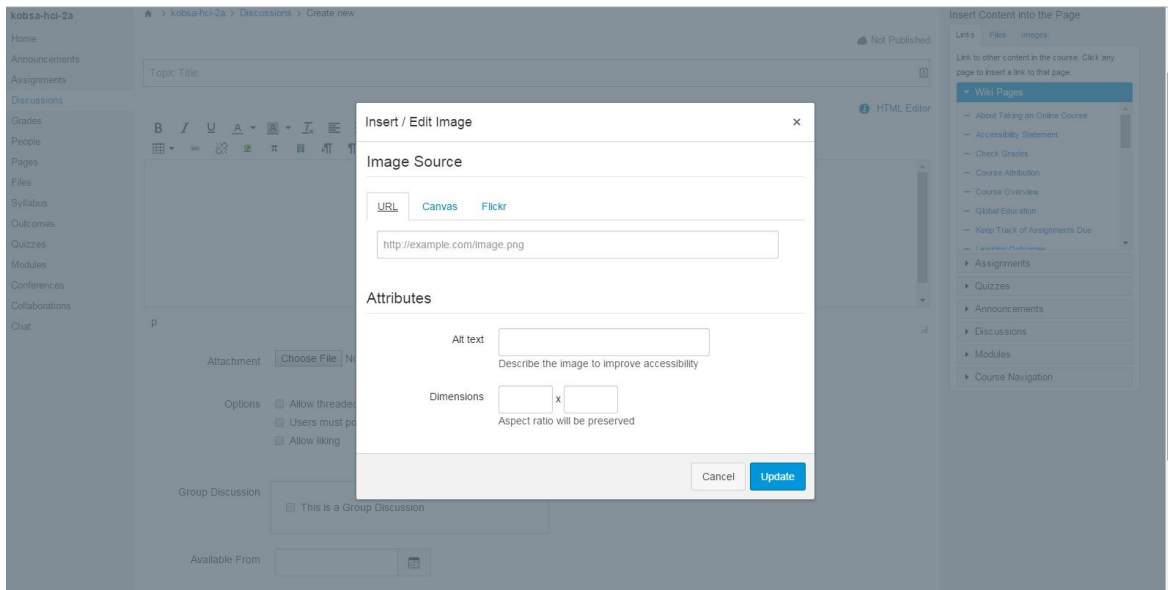 kobsa-hci-2a
Home
Announcements
Assignments
Discussions
Grades
People
Pages
Files
Syllabus
Outcomes
Quizzes
Modules
Conferences
Collaborations
Chat
> kobsa-hci-2a > Discussions > Create new
Not Published
Topic Title
HTML Editor
B I U A A
p
Attachment Choose File
Options Allow threaded
Users must
Allow liking
Group Discussion
This is a Group Discussion
Available From
Insert / Edit Image ×
Image Source
URL Canvas Flickr
http://example.com/image.png
Attributes
Alt text
Describe the image to improve accessibility
Dimensions x
Aspect ratio will be preserved
Cancel Update
Insert Content into the Page
Links Files Images
Link to other content in the course. Click any
page to insert a link to that page.
Wiki Pages
About Taking an Online Course
Accessibility Statement
Check Grades
Course Attribution
Course Overview
Global Education
Keep Track of Assignments Due
Learning Outcomes
Assignments
Quizzes
Announcements
Discussions
Modules
Course Navigation